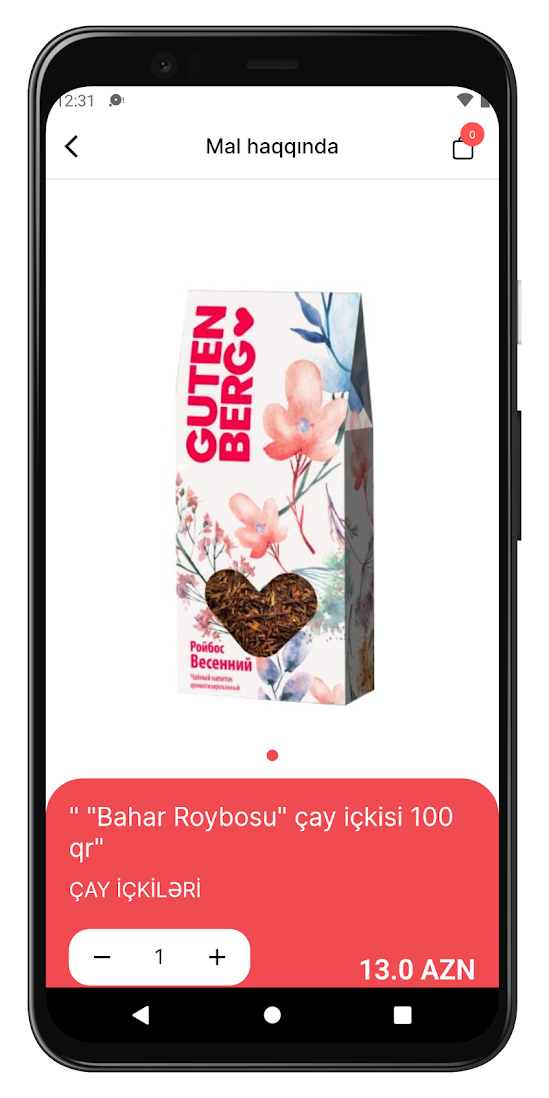 12:31
Mal haqqında
0
GUTEN
BERG
Ройбос
Весенний
Чайный напиток
ароматизированный
" "Bahar Roybosu" çay içkisi 100
qr"
ÇAY İÇKİLƏRİ
1
13.0 AZN